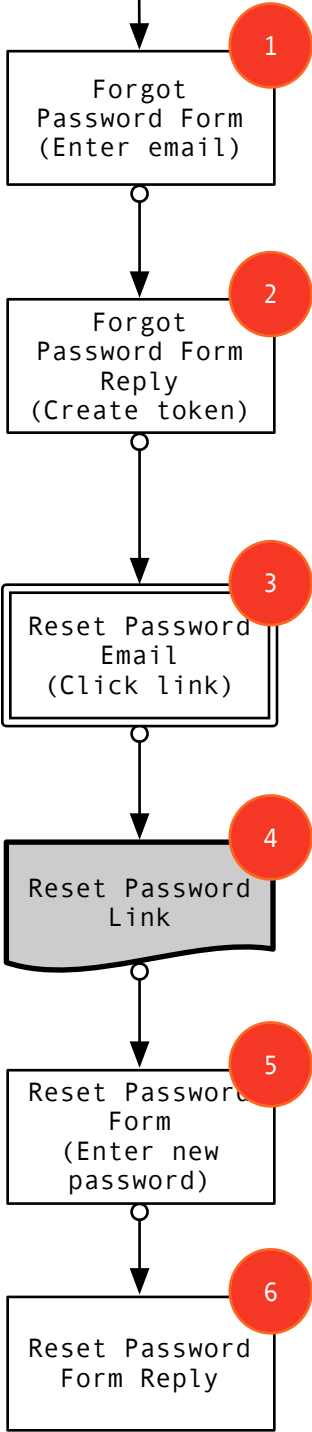 1
Forgot
Password Form
(Enter email)
2
Forgot
Password Form
Reply
(Create token)
3
Reset Password
Email
(Click link)
4
Reset Password
Link
5
Reset Password
Form
(Enter new
password)
6
Reset Password
Form Reply